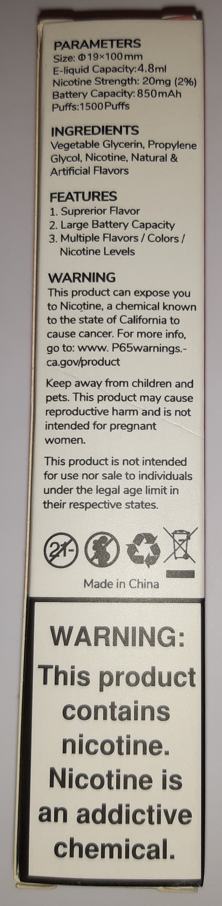 PARAMETERS
Size: Φ19×100mm
E-liquid Capacity:4.8ml
Nicotine Strength: 20mg (2%)
Battery Capacity:850mAh
Puffs:1500Puffs
INGREDIENTS
Vegetable Glycerin, Propylene
Glycol, Nicotine, Natural &
Artificial Flavors
FEATURES
1. Suprerior Flavor
2. Large Battery Capacity
3. Multiple Flavors / Colors /
Nicotine Levels
WARNING
This product can expose you
to Nicotine, a chemical known
to the state of California to
cause cancer. For more info,
go to: www. P65warnings.-
ca.gov/product
Keep away from children and
pets. This product may cause
reproductive harm and is not
intended for pregnant
women.
This product is not intended
for use nor sale to individuals
under the legal age limit in
their respective states.
21-
Made in China
WARNING:
This product
contains
nicotine.
Nicotine is
an addictive
chemical.